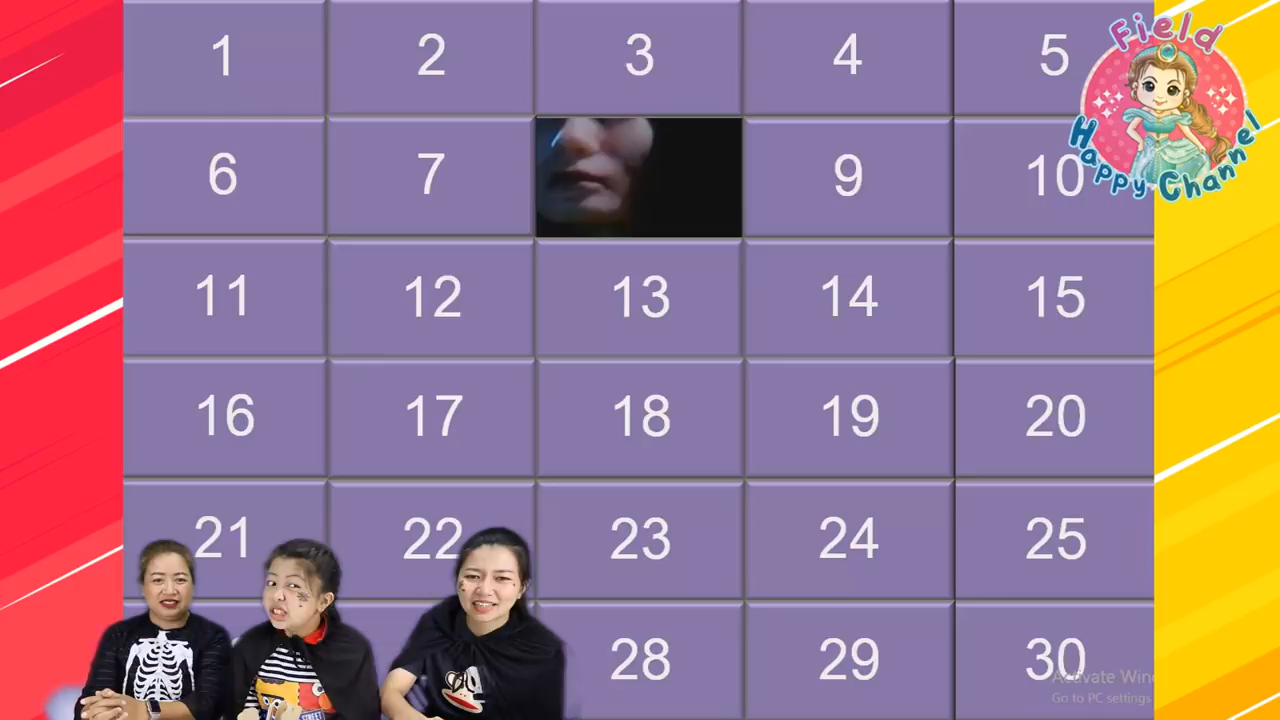 1 2 3 4 5
Field
Happy Channel
6 7 9 10
11 12 13 14 15
16 17 18 19 20
21 22 23 24 25
28 29 30
Activate Win
Go to PC settings